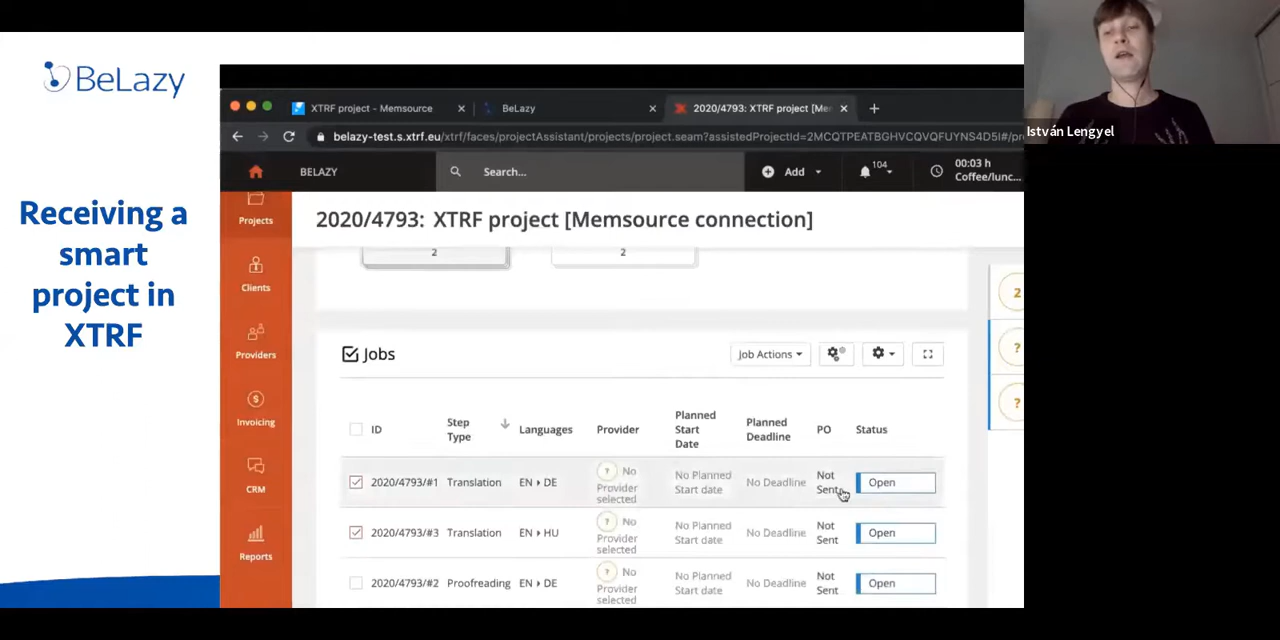 BeLazy
Receiving a
smart
project in
XTRF
XTRF project - Memsource
BeLazy
2020/4793: XTRF project [Mem
belazy-test.s.xtrf.eu/xtrf/faces/projectAssistant/projects/project.seam?assistedProjectId=2MCQTPEATBGHVCQVQFUYNS4D5I#/pr
István Lengyel
BELAZY
Search...
Add
104
00:03 h
Coffee/lunc...
Projects
Clients
Providers
Invoicing
CRM
Reports
2020/4793: XTRF project [Memsource connection]
2
2
2
?
?
Jobs
Job Actions
ID
Step
Type
Languages
Provider
Planned
Start
Date
Planned
Deadline
PO
Status
2020/4793/#1 Translation EN ▸ DE
? No
Provider
selected
No Planned
Start date
No Deadline
Not
Sent
Open
2020/4793/#3 Translation EN ▸ HU
? No
Provider
selected
No Planned
Start date
No Deadline
Not
Sent
Open
2020/4793/#2 Proofreading EN ▸ DE
? No
Provider
selected
No Planned
Start date
No Deadline
Not
Sent
Open